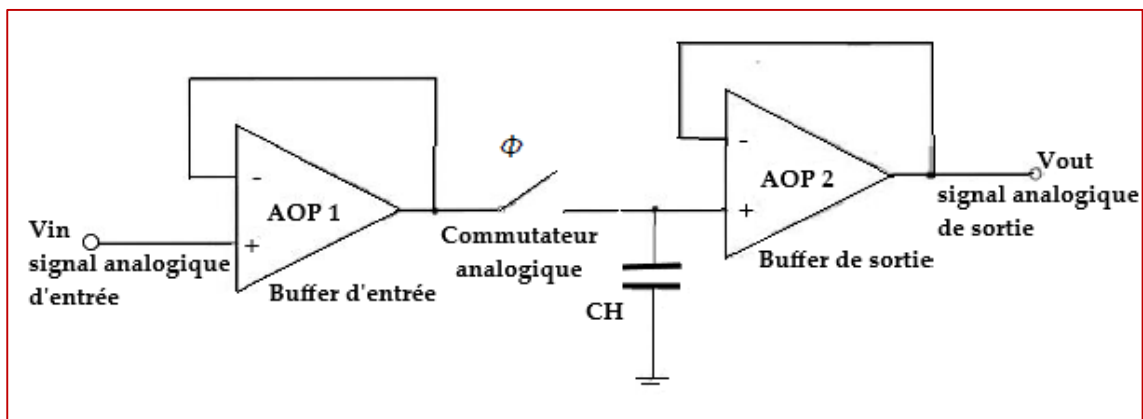 Φ
-
AOP 1
+
Vin
signal analogique
d'entrée
Buffer d'entrée
Commutateur
analogique
CH
-
AOP 2
+
Buffer de sortie
Vout
signal analogique
de sortie